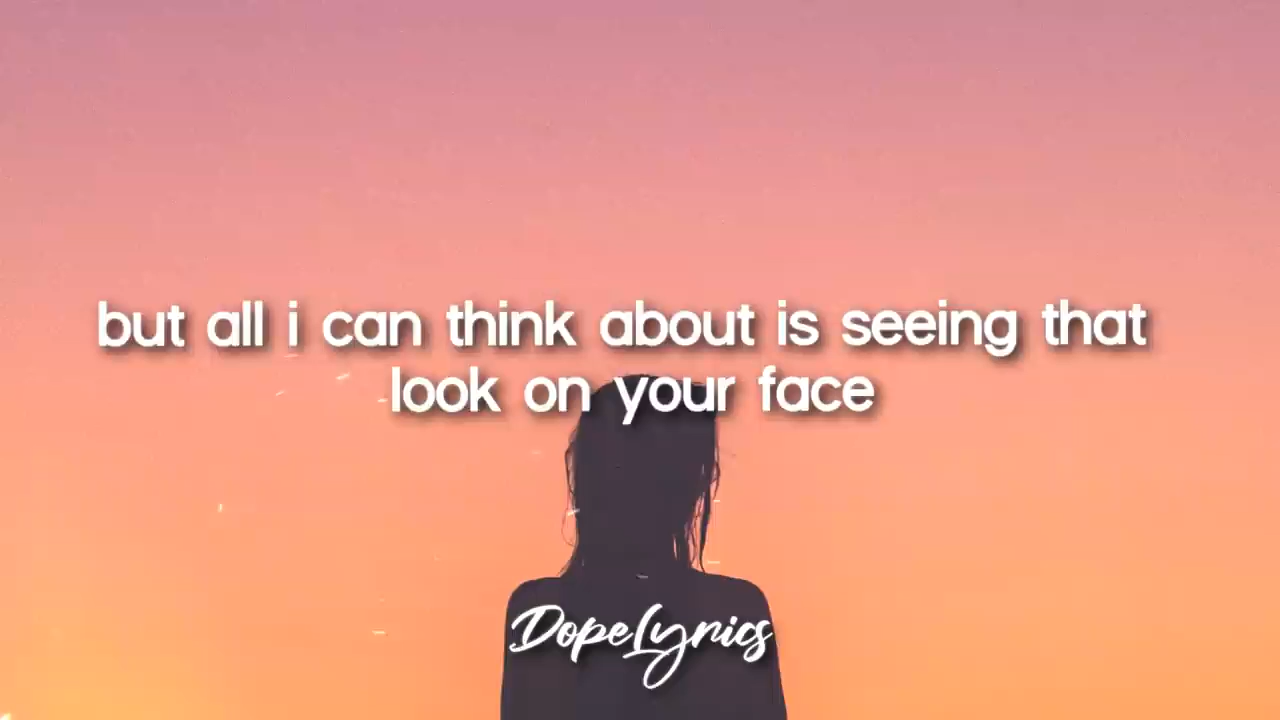 but all i can think about is seeing that
look on your face
DopeLyrics